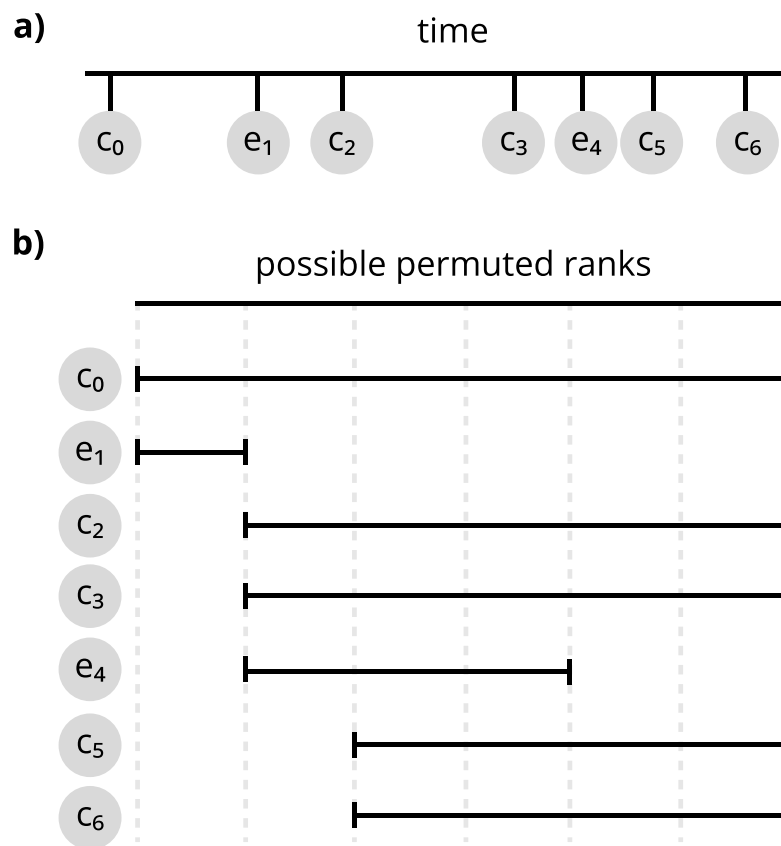 a)
time
c₀ e₁ c₂ c₃ e₄ c₅ c₆
b)
possible permuted ranks
c₀
e₁
c₂
c₃
e₄
c₅
c₆